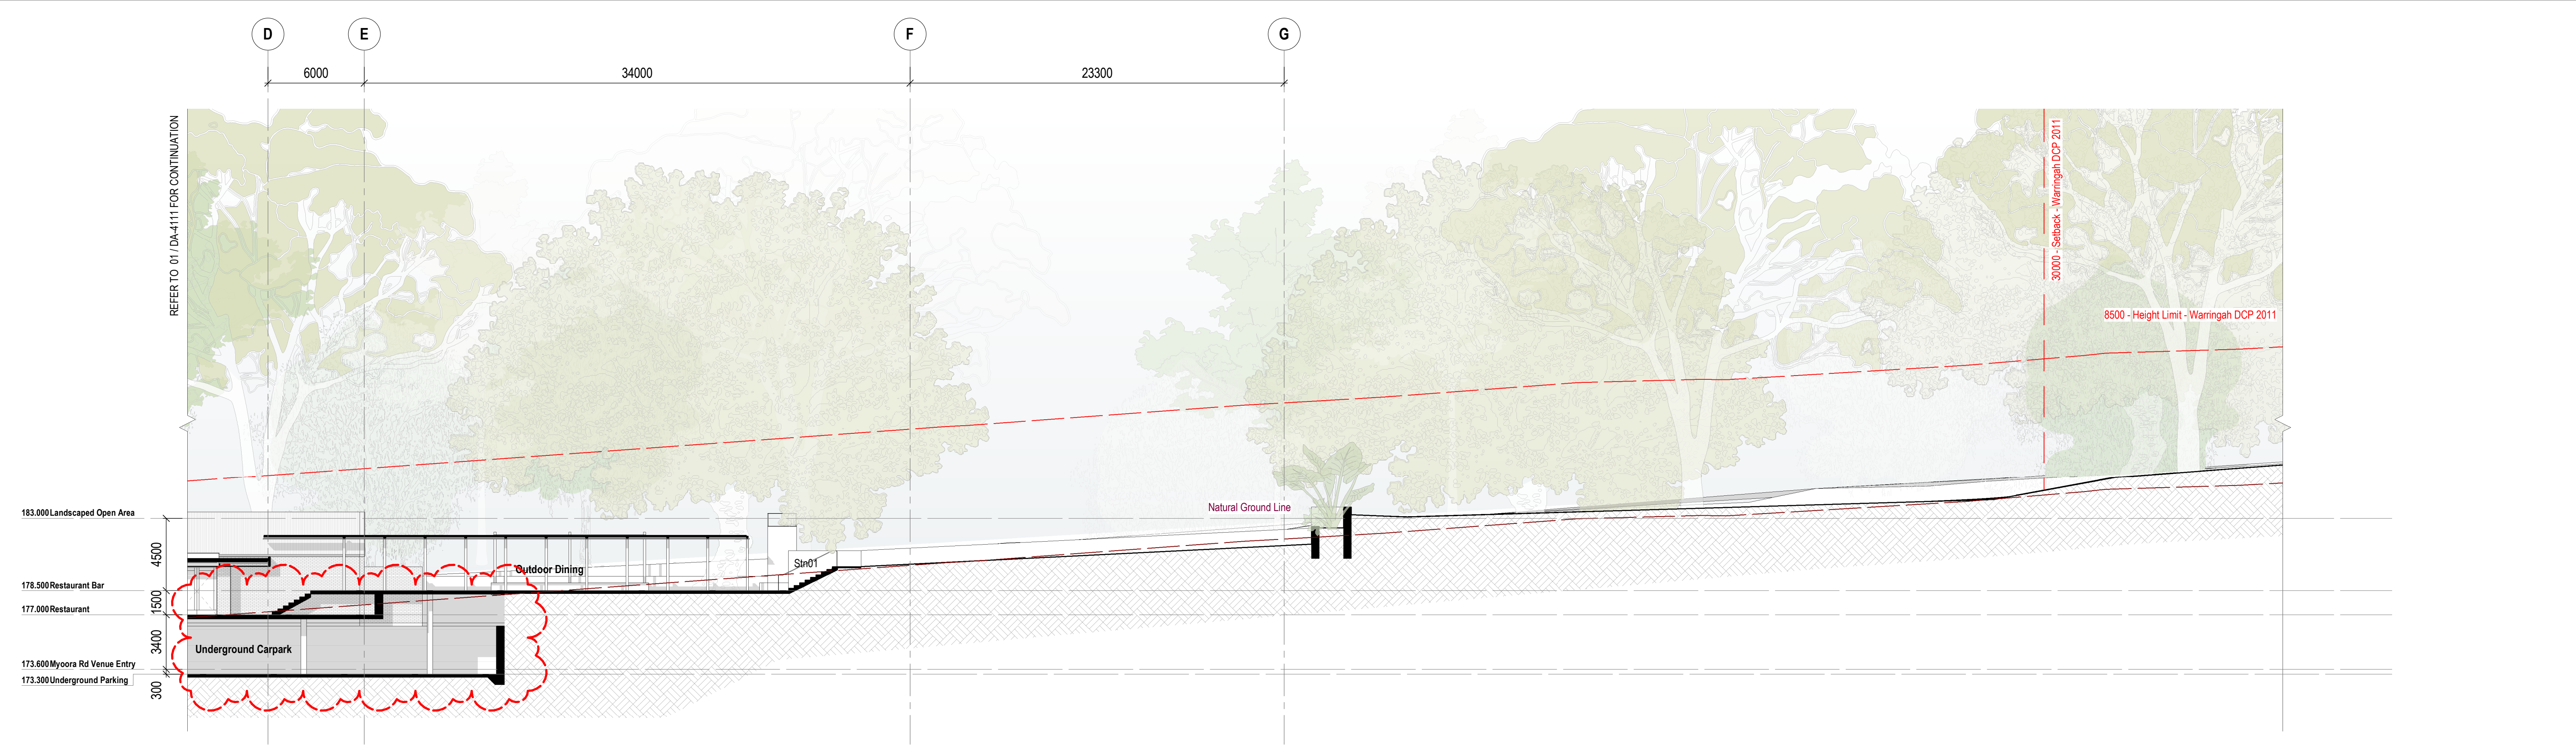 D
E
F
G
6000
34000
23300
REFER TO 01 / DA-4111 FOR CONTINUATION
30000 - Setback - Warringah DCP 2011
8500 - Height Limit - Warringah DCP 2011
Natural Ground Line
183.000 Landscaped Open Area
4500
Stn01
Outdoor Dining
178.500 Restaurant Bar
1500
177.000 Restaurant
3400
Underground Carpark
173.600 Myoora Rd Venue Entry
173.300 Underground Parking
300